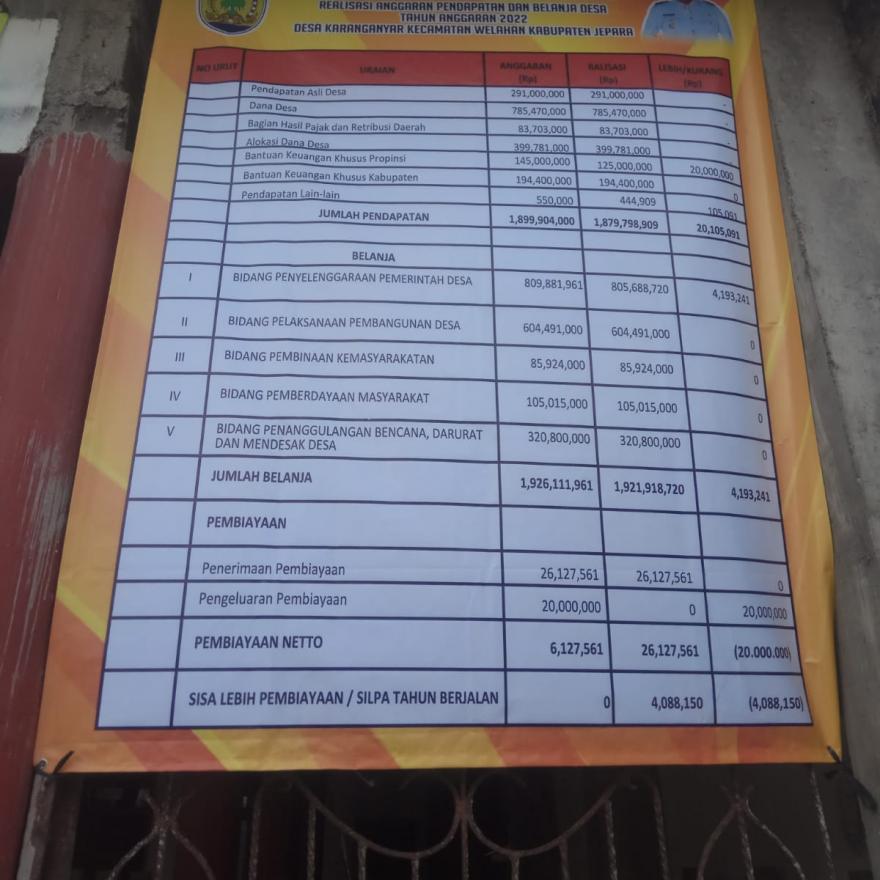 REALISASI ANGGARAN PENDAPATAN DAN BELANJA DESA
TAHUN ANGGARAN 2022
DESA KARANGANYAR KECAMATAN WELAHAN KABUPATEN JEPARA
NO URUT URAIAN ANGGARAN (Rp) RALISASI (Rp) LEBIH/KURANG (Rp)
Pendapatan Asli Desa 291,000,000 291,000,000 -
Dana Desa 785,470,000 785,470,000 -
Bagian Hasil Pajak dan Retribusi Daerah 83,703,000 83,703,000 -
Alokasi Dana Desa 399,781,000 399,781,000 -
Bantuan Keuangan Khusus Propinsi 145,000,000 125,000,000 20,000,000
Bantuan Keuangan Khusus Kabupaten 194,400,000 194,400,000 0
Pendapatan Lain-lain 550,000 444,909 105,091
JUMLAH PENDAPATAN 1,899,904,000 1,879,798,909 20,105,091
BELANJA
I BIDANG PENYELENGGARAAN PEMERINTAH DESA 809,881,961 805,688,720 4,193,241
II BIDANG PELAKSANAAN PEMBANGUNAN DESA 604,491,000 604,491,000 0
III BIDANG PEMBINAAN KEMASYARAKATAN 85,924,000 85,924,000 0
IV BIDANG PEMBERDAYAAN MASYARAKAT 105,015,000 105,015,000 0
V BIDANG PENANGGULANGAN BENCANA, DARURAT 320,800,000 320,800,000 0
DAN MENDESAK DESA
JUMLAH BELANJA 1,926,111,961 1,921,918,720 4,193,241
PEMBIAYAAN
Penerimaan Pembiayaan 26,127,561 26,127,561 0
Pengeluaran Pembiayaan 20,000,000 0 20,000,000
PEMBIAYAAN NETTO 6,127,561 26,127,561 (20.000.000)
SISA LEBIH PEMBIAYAAN / SILPA TAHUN BERJALAN 0 4,088,150 (4,088,150)